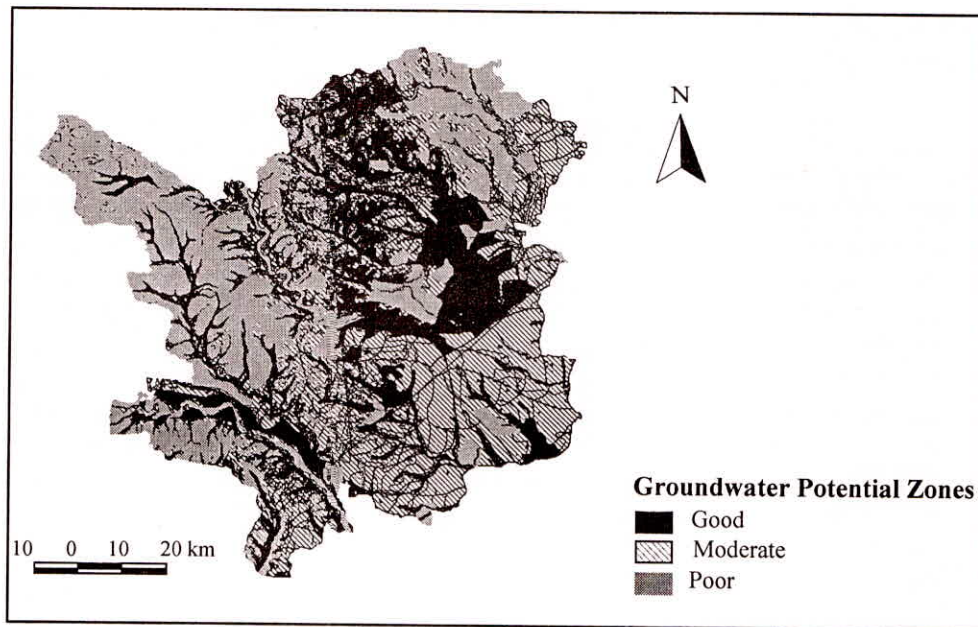 N
Groundwater Potential Zones
Good
Moderate
Poor
10 0 10 20 km